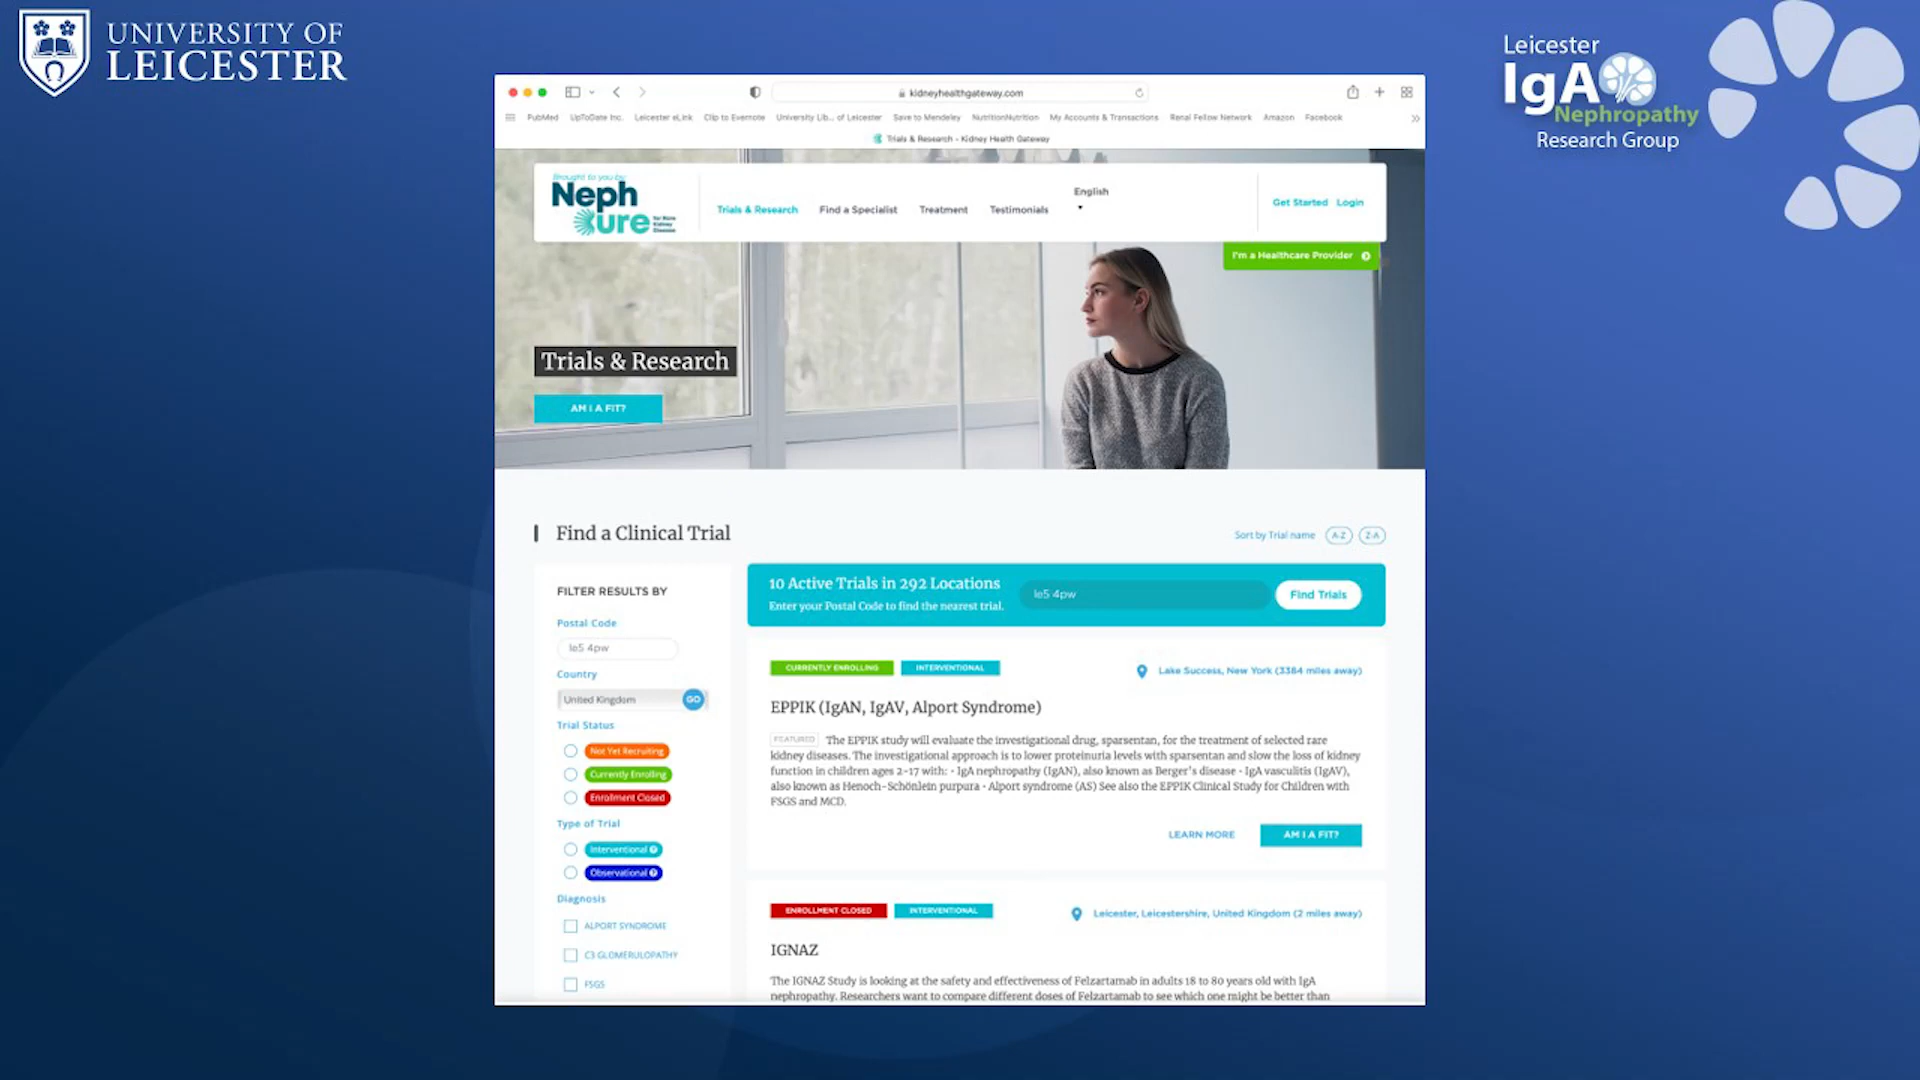 UNIVERSITY OF
LEICESTER
Leicester
IgA
Nephropathy
Research Group
kidneyhealthgateway.com
PubMed UpToDate Inc. Leicester eLink Clip to Evernote University Lib... of Leicester Save to Mendeley NutritionNutrition My Accounts & Transactions Renal Fellow Network Amazon Facebook
Trials & Research - Kidney Health Gateway
Brought to you by:
Neph
Cure for Rare Kidney Disease
Trials & Research Find a Specialist Treatment Testimonials English Get Started Login
I'm a Healthcare Provider
Trials & Research
AM I A FIT?
Find a Clinical Trial
Sort by Trial name A-Z Z-A
FILTER RESULTS BY
Postal Code
le5 4pw
Country
United Kingdom GO
Trial Status
Not Yet Recruiting
Currently Enrolling
Enrollment Closed
Type of Trial
Interventional
Observational
Diagnosis
ALPORT SYNDROME
C3 GLOMERULOPATHY
FSGS
10 Active Trials in 292 Locations
Enter your Postal Code to find the nearest trial.
le5 4pw
Find Trials
CURRENTLY ENROLLING INTERVENTIONAL Lake Success, New York (3384 miles away)
EPPIK (IgAN, IgAV, Alport Syndrome)
FEATURED The EPPIK study will evaluate the investigational drug, sparsentan, for the treatment of selected rare
kidney diseases. The investigational approach is to lower proteinuria levels with sparsentan and slow the loss of kidney
function in children ages 2-17 with: • IgA nephropathy (IgAN), also known as Berger's disease • IgA vasculitis (IgAV),
also known as Henoch-Schönlein purpura • Alport syndrome (AS) See also the EPPIK Clinical Study for Children with
FSGS and MCD.
LEARN MORE AM I A FIT?
ENROLLMENT CLOSED INTERVENTIONAL Leicester, Leicestershire, United Kingdom (2 miles away)
IGNAZ
The IGNAZ Study is looking at the safety and effectiveness of Felzartamab in adults 18 to 80 years old with IgA
nephropathy. Researchers want to compare different doses of Felzartamab to see which one might be better than